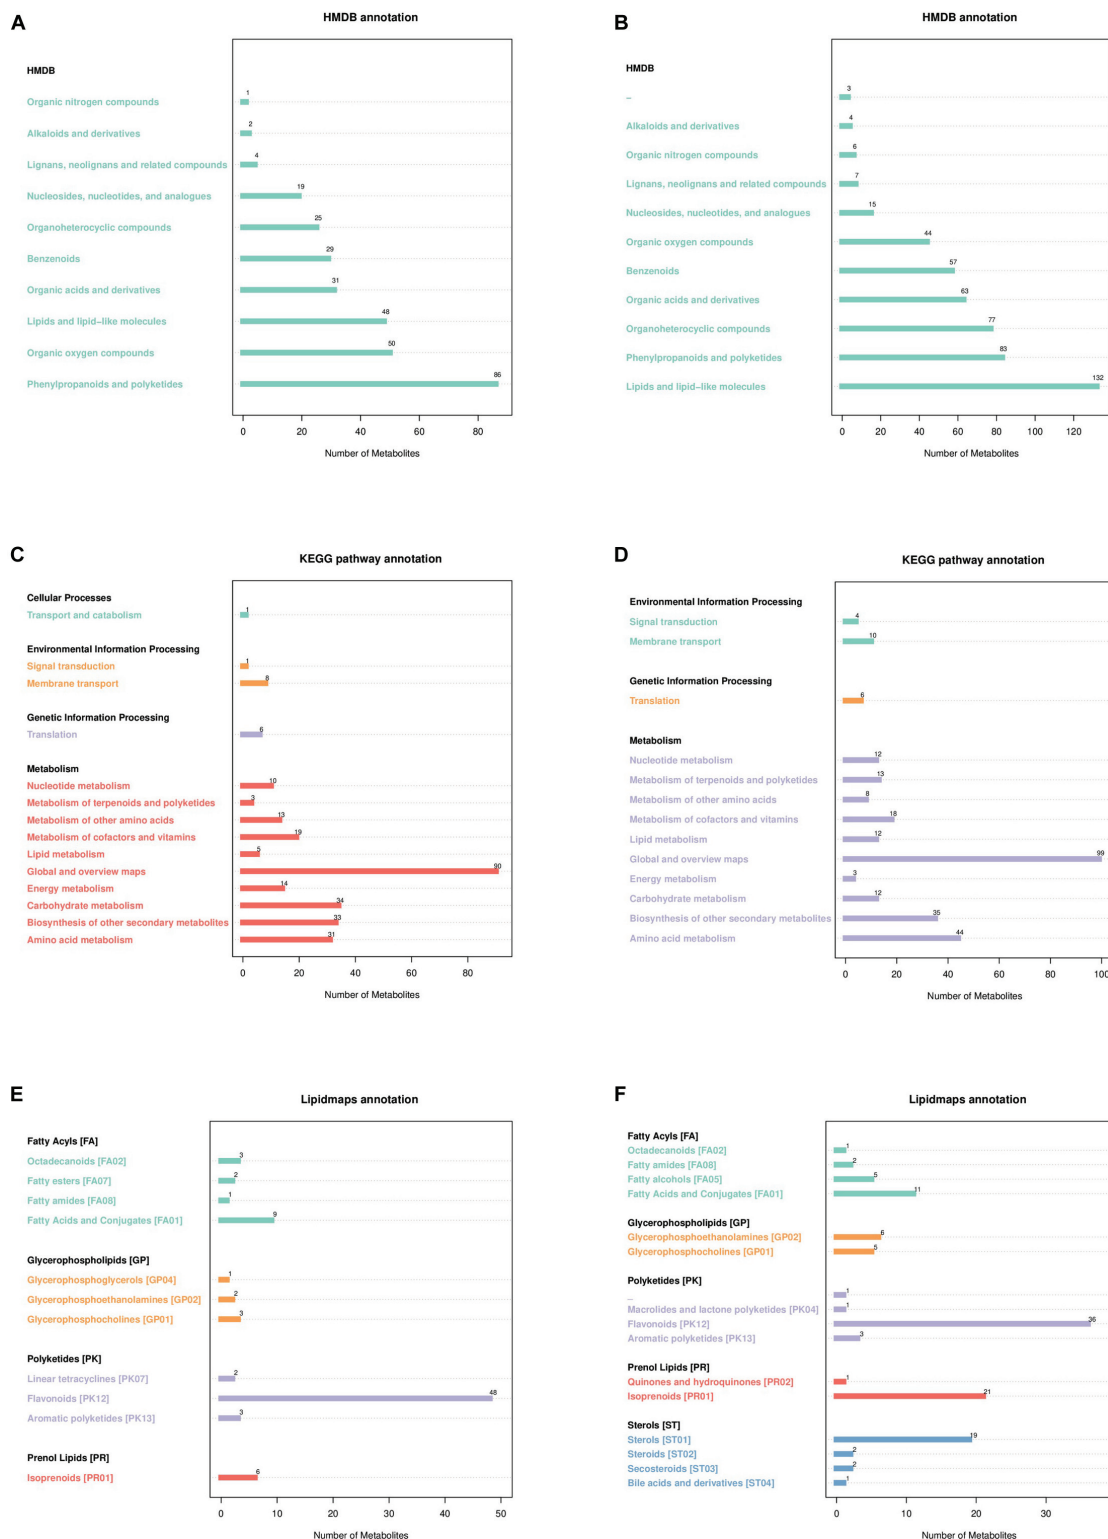 A
HMDB annotation
HMDB
Organic nitrogen compounds 1
Alkaloids and derivatives 2
Lignans, neolignans and related compounds 4
Nucleosides, nucleotides, and analogues 19
Organoheterocyclic compounds 25
Benzenoids 29
Organic acids and derivatives 31
Lipids and lipid−like molecules 48
Organic oxygen compounds 50
Phenylpropanoids and polyketides 86
0 20 40 60 80
Number of Metabolites
B
HMDB annotation
HMDB
– 3
Alkaloids and derivatives 4
Organic nitrogen compounds 6
Lignans, neolignans and related compounds 7
Nucleosides, nucleotides, and analogues 15
Organic oxygen compounds 44
Benzenoids 57
Organic acids and derivatives 63
Organoheterocyclic compounds 77
Phenylpropanoids and polyketides 83
Lipids and lipid−like molecules 132
0 20 40 60 80 100 120
Number of Metabolites
C
KEGG pathway annotation
Cellular Processes
Transport and catabolism 1
Environmental Information Processing
Signal transduction 1
Membrane transport 8
Genetic Information Processing
Translation 6
Metabolism
Nucleotide metabolism 10
Metabolism of terpenoids and polyketides 3
Metabolism of other amino acids 13
Metabolism of cofactors and vitamins 19
Lipid metabolism 5
Global and overview maps 90
Energy metabolism 14
Carbohydrate metabolism 34
Biosynthesis of other secondary metabolites 33
Amino acid metabolism 31
0 20 40 60 80
Number of Metabolites
D
KEGG pathway annotation
Environmental Information Processing
Signal transduction 4
Membrane transport 10
Genetic Information Processing
Translation 6
Metabolism
Nucleotide metabolism 12
Metabolism of terpenoids and polyketides 13
Metabolism of other amino acids 8
Metabolism of cofactors and vitamins 18
Lipid metabolism 12
Global and overview maps 99
Energy metabolism 3
Carbohydrate metabolism 12
Biosynthesis of other secondary metabolites 35
Amino acid metabolism 44
0 20 40 60 80 100
Number of Metabolites
E
Lipidmaps annotation
Fatty Acyls [FA]
Octadecanoids [FA02] 3
Fatty esters [FA07] 2
Fatty amides [FA08] 1
Fatty Acids and Conjugates [FA01] 9
Glycerophospholipids [GP]
Glycerophosphoglycerols [GP04] 1
Glycerophosphoethanolamines [GP02] 2
Glycerophosphocholines [GP01] 3
Polyketides [PK]
Linear tetracyclines [PK07] 2
Flavonoids [PK12] 48
Aromatic polyketides [PK13] 3
Prenol Lipids [PR]
Isoprenoids [PR01] 6
0 10 20 30 40 50
Number of Metabolites
F
Lipidmaps annotation
Fatty Acyls [FA]
Octadecanoids [FA02] 1
Fatty amides [FA08] 2
Fatty alcohols [FA05] 5
Fatty Acids and Conjugates [FA01] 11
Glycerophospholipids [GP]
Glycerophosphoethanolamines [GP02] 6
Glycerophosphocholines [GP01] 5
Polyketides [PK]
– 1
Macrolides and lactone polyketides [PK04] 1
Flavonoids [PK12] 36
Aromatic polyketides [PK13] 3
Prenol Lipids [PR]
Quinones and hydroquinones [PR02] 1
Isoprenoids [PR01] 21
Sterols [ST]
Sterols [ST01] 19
Steroids [ST02] 2
Secosteroids [ST03] 2
Bile acids and derivatives [ST04] 1
0 10 20 30
Number of Metabolites